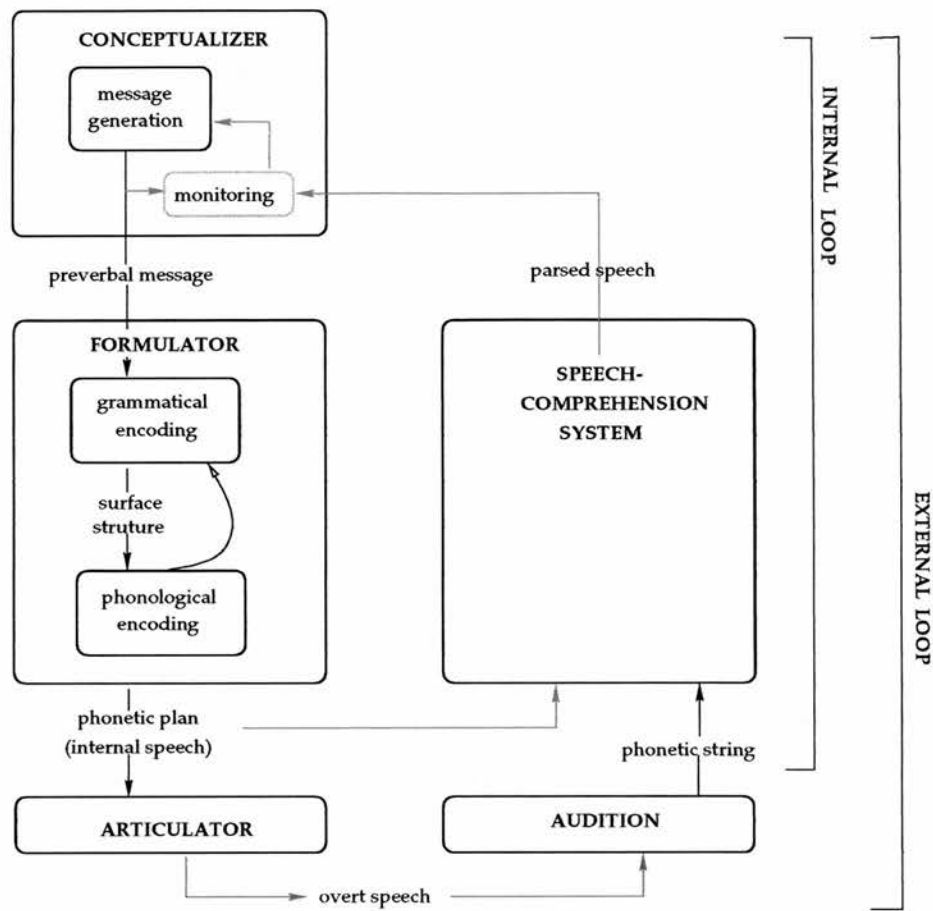 CONCEPTUALIZER
message
generation
monitoring
preverbal message
parsed speech
FORMULATOR
grammatical
encoding
surface
struture
phonological
encoding
SPEECH-
COMPREHENSION
SYSTEM
phonetic plan
(internal speech)
phonetic string
ARTICULATOR
AUDITION
overt speech
INTERNAL LOOP
EXTERNAL LOOP